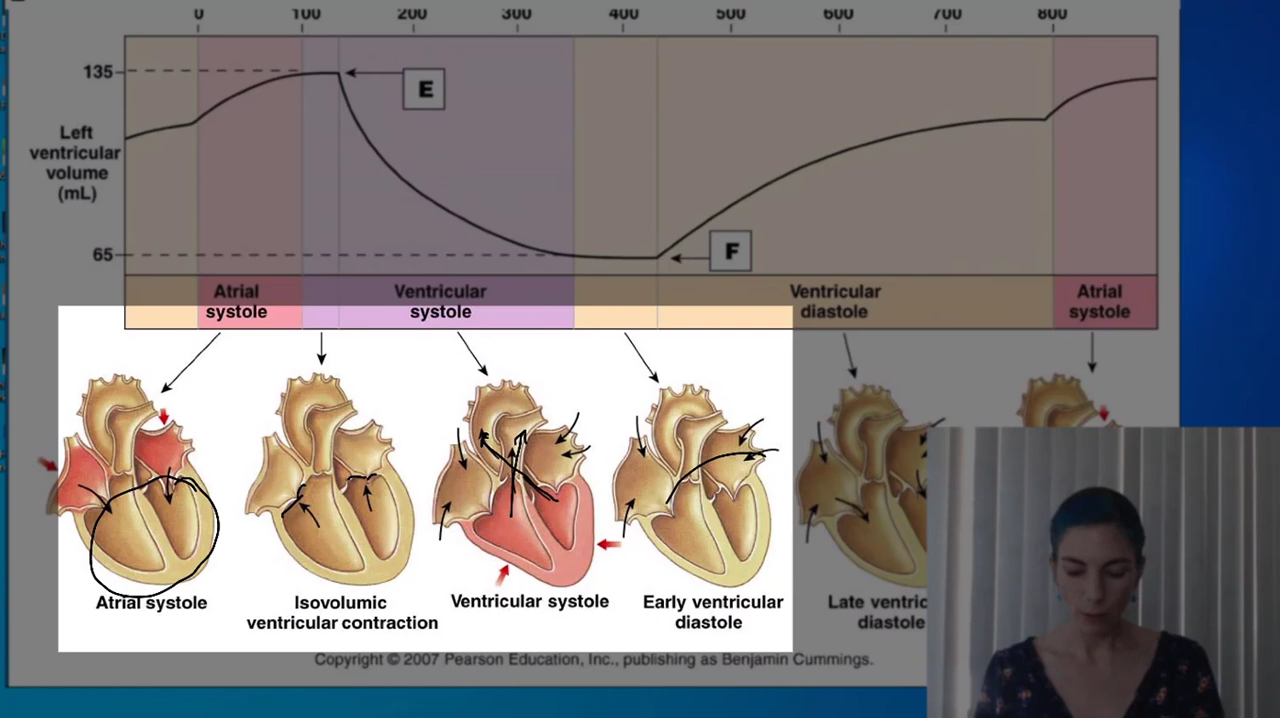 0 100 200 300 400 500 600 700 800
135
E
Left
ventricular
volume
(mL)
65
F
Atrial
systole
Ventricular
systole
Ventricular
diastole
Atrial
systole
Atrial systole
Isovolumic
ventricular contraction
Ventricular systole
Early ventricular
diastole
Late ventric
diastole
Copyright © 2007 Pearson Education, Inc., publishing as Benjamin Cummings.